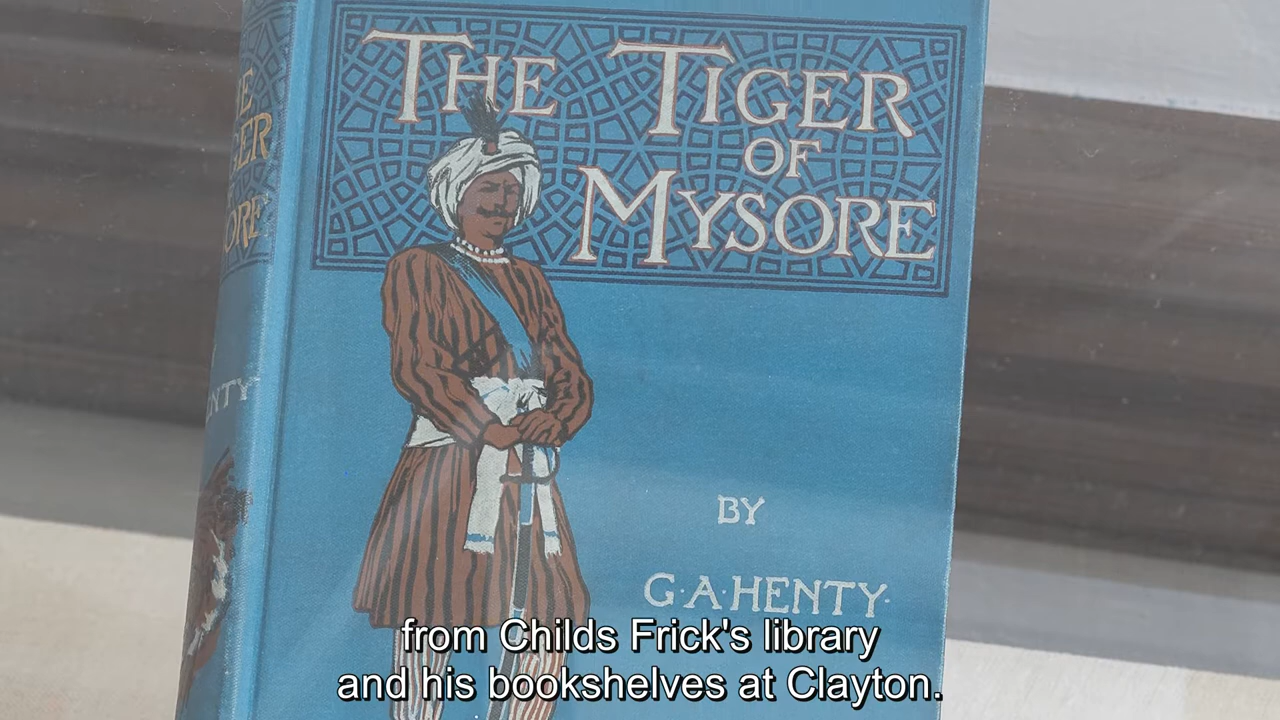 THE TIGER
OF
MYSORE
BY
G·A·HENTY·
from Childs Frick's library
and his bookshelves at Clayton.